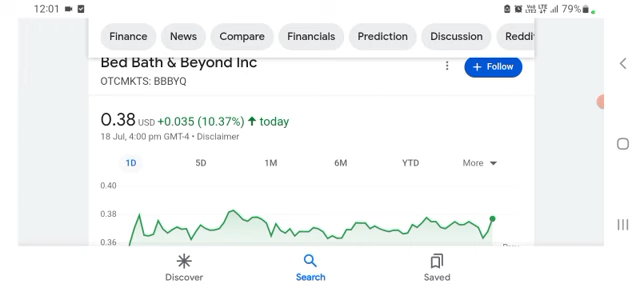 12:01
79%
Finance News Compare Financials Prediction Discussion Reddi
Bed Bath & Beyond Inc
OTCMKTS: BBBYQ
+ Follow
0.38 USD +0.035 (10.37%) ↑ today
18 Jul, 4:00 pm GMT-4 • Disclaimer
1D 5D 1M 6M YTD More
0.40
0.38
0.36
Discover Search Saved